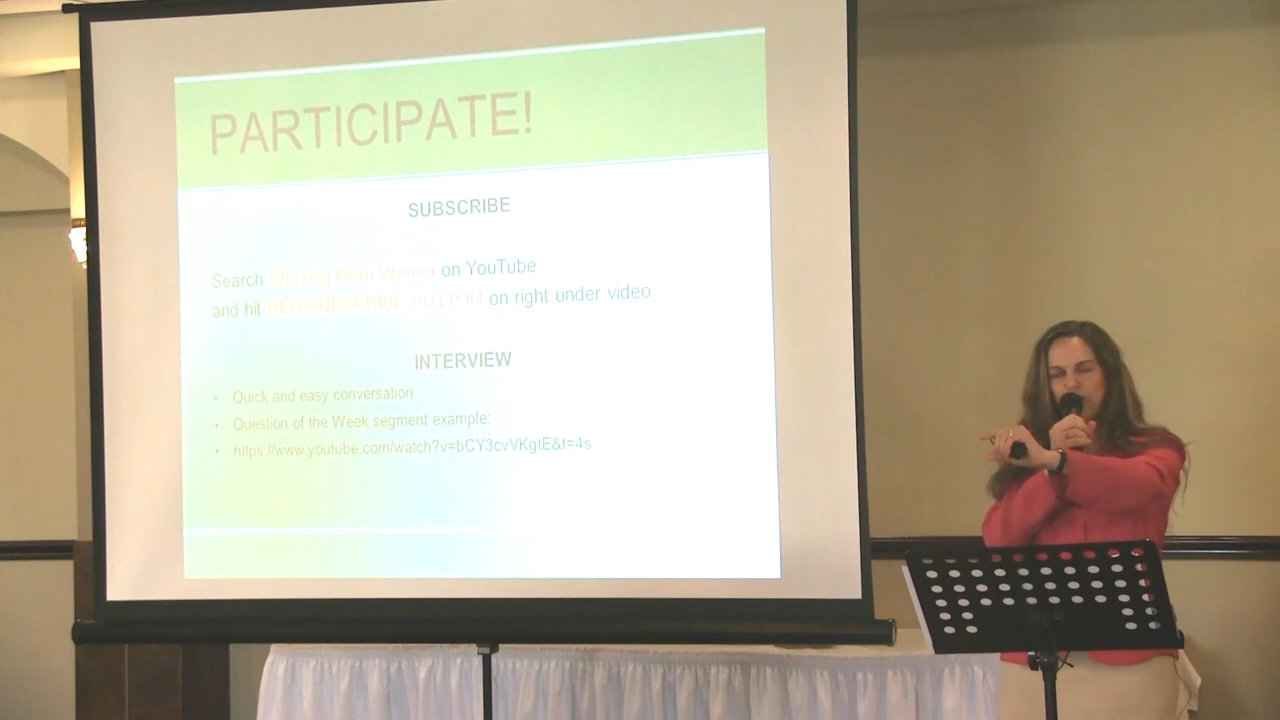 PARTICIPATE!
SUBSCRIBE
Search Working Mom Warrior on YouTube
and hit RED SUBSCRIBE BUTTON on right under video
INTERVIEW
• Quick and easy conversation
• Question of the Week segment example:
• https://www.youtube.com/watch?v=bCY3cvVKgtE&t=4s